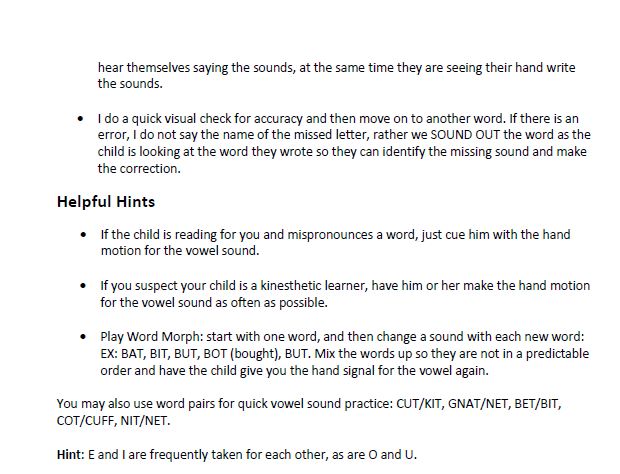 hear themselves saying the sounds, at the same time they are seeing their hand write
the sounds.
• I do a quick visual check for accuracy and then move on to another word. If there is an
error, I do not say the name of the missed letter, rather we SOUND OUT the word as the
child is looking at the word they wrote so they can identify the missing sound and make
the correction.
Helpful Hints
• If the child is reading for you and mispronounces a word, just cue him with the hand
motion for the vowel sound.
• If you suspect your child is a kinesthetic learner, have him or her make the hand motion
for the vowel sound as often as possible.
• Play Word Morph: start with one word, and then change a sound with each new word:
EX: BAT, BIT, BUT, BOT (bought), BUT. Mix the words up so they are not in a predictable
order and have the child give you the hand signal for the vowel again.
You may also use word pairs for quick vowel sound practice: CUT/KIT, GNAT/NET, BET/BIT,
COT/CUFF, NIT/NET.
Hint: E and I are frequently taken for each other, as are O and U.